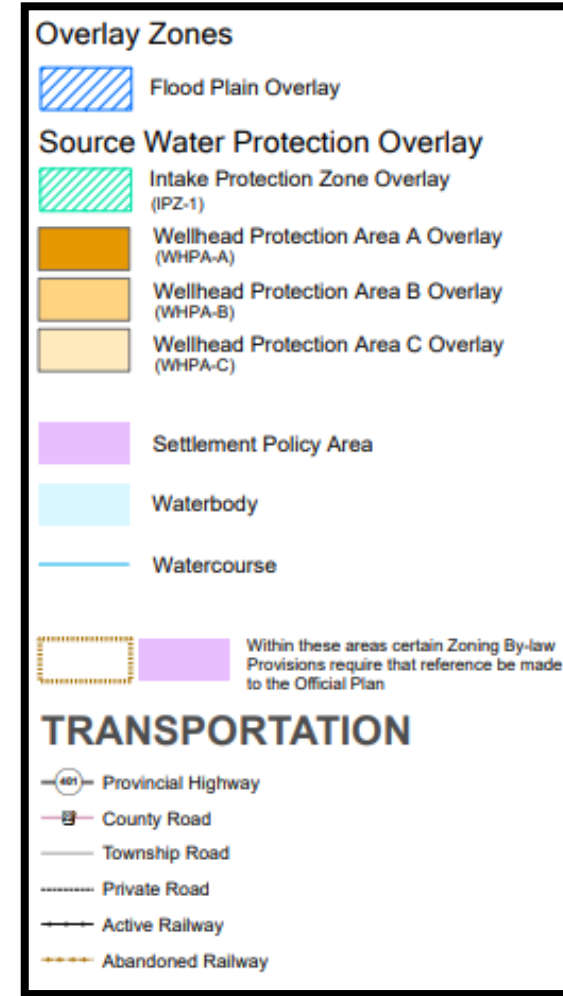 Overlay Zones
Flood Plain Overlay
Source Water Protection Overlay
Intake Protection Zone Overlay
(IPZ-1)
Wellhead Protection Area A Overlay
(WHPA-A)
Wellhead Protection Area B Overlay
(WHPA-B)
Wellhead Protection Area C Overlay
(WHPA-C)
Settlement Policy Area
Waterbody
Watercourse
Within these areas certain Zoning By-law
Provisions require that reference be made
to the Official Plan
TRANSPORTATION
401 Provincial Highway
County Road
Township Road
Private Road
Active Railway
Abandoned Railway